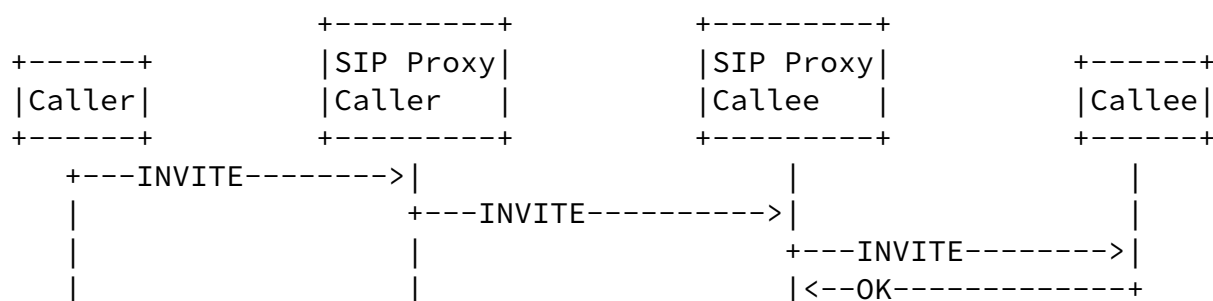 +---------+        +---------+
+------+         |SIP Proxy|        |SIP Proxy|         +------+
|Caller|         |Caller   |        |Callee   |         |Callee|
+------+         +---------+        +---------+         +------+
   +---INVITE-------->|                  |                  |
   |                  +---INVITE---------->|                |
   |                  |                  +---INVITE-------->|
   |                  |                  |<--OK-------------+